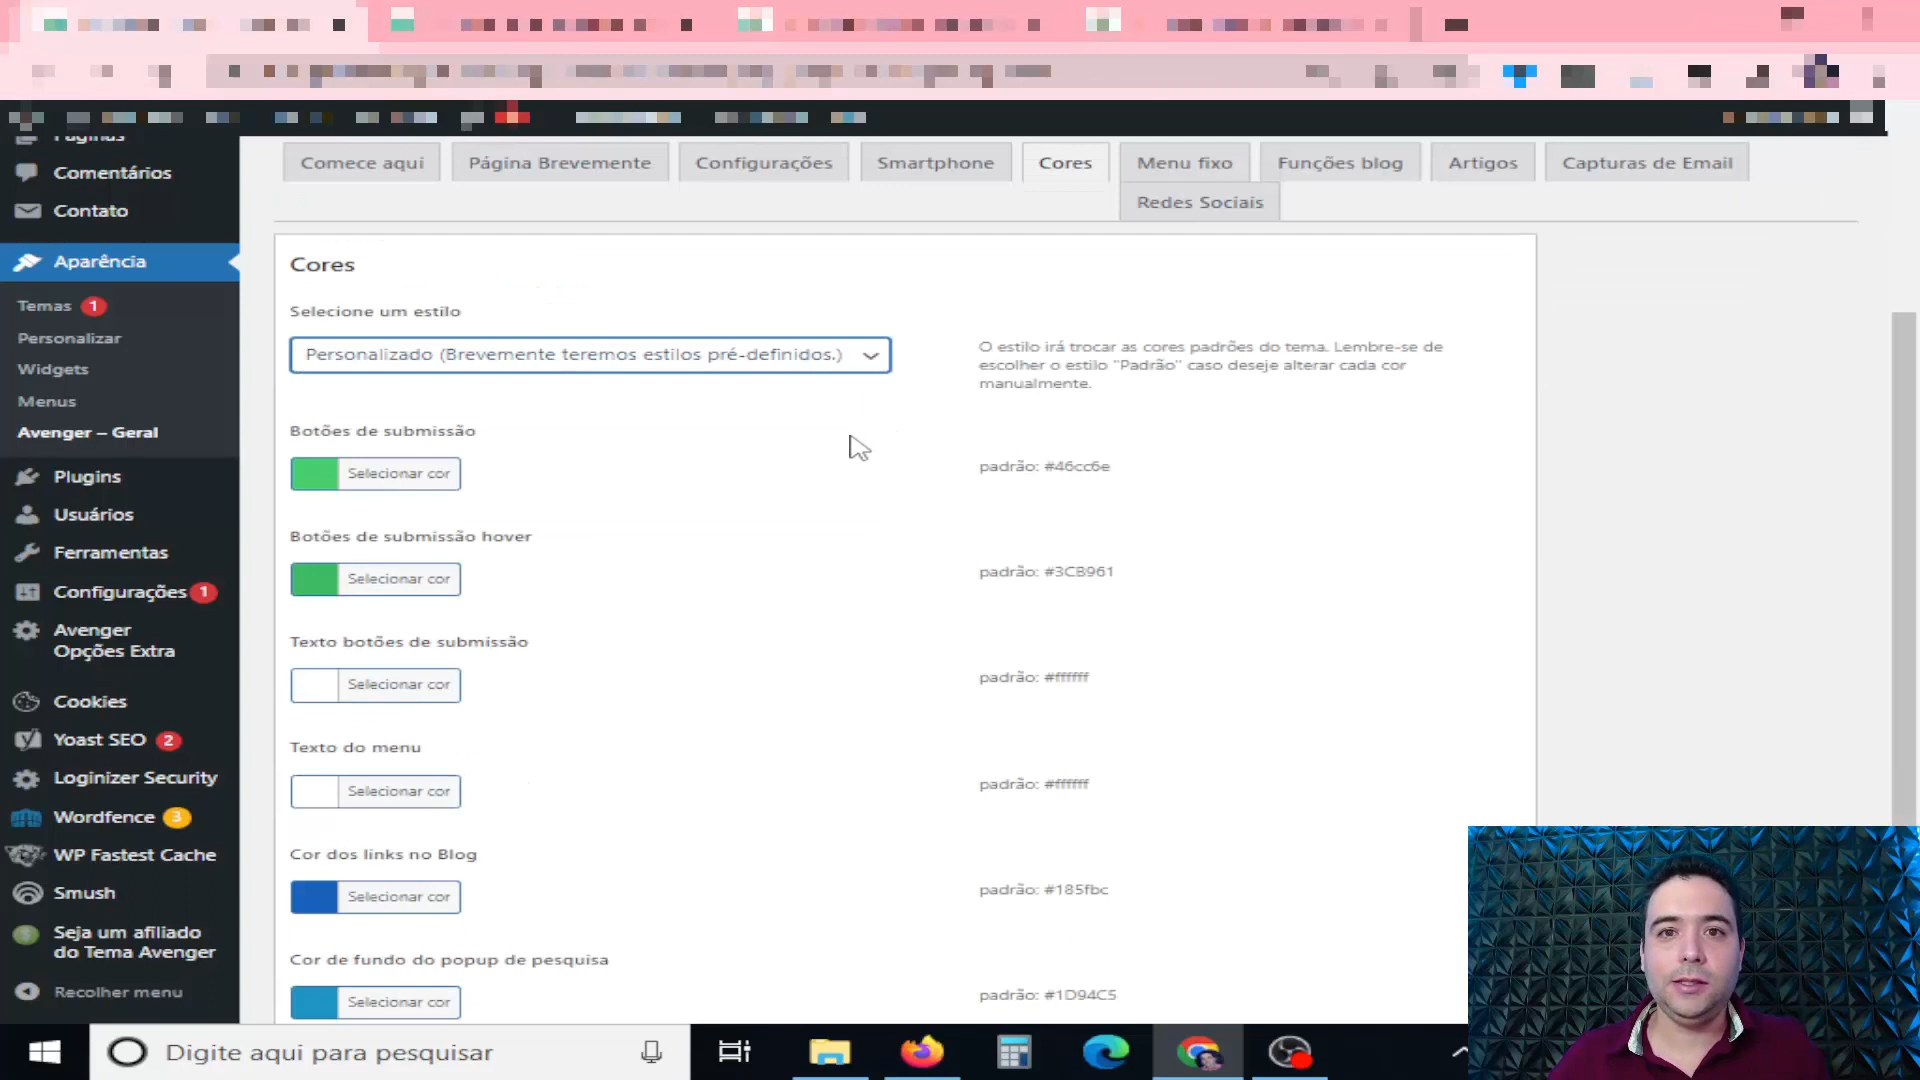 Páginas
Comentários
Contato
Aparência
Temas 1
Personalizar
Widgets
Menus
Avenger – Geral
Plugins
Usuários
Ferramentas
Configurações 1
Avenger
Opções Extra
Cookies
Yoast SEO 2
Loginizer Security
Wordfence 3
WP Fastest Cache
Smush
Seja um afiliado
do Tema Avenger
Recolher menu
Comece aqui
Página Brevemente
Configurações
Smartphone
Cores
Menu fixo
Funções blog
Artigos
Capturas de Email
Redes Sociais
Cores
Selecione um estilo
Personalizado (Brevemente teremos estilos pré-definidos.)
O estilo irá trocar as cores padrões do tema. Lembre-se de
escolher o estilo "Padrão" caso deseje alterar cada cor
manualmente.
Botões de submissão
Selecionar cor
padrão: #46cc6e
Botões de submissão hover
Selecionar cor
padrão: #3CB961
Texto botões de submissão
Selecionar cor
padrão: #ffffff
Texto do menu
Selecionar cor
padrão: #ffffff
Cor dos links no Blog
Selecionar cor
padrão: #185fbc
Cor de fundo do popup de pesquisa
Selecionar cor
padrão: #1D94C5
Digite aqui para pesquisar